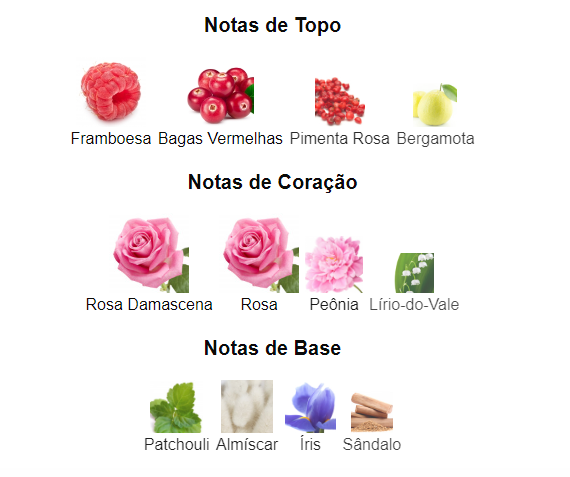 Notas de Topo
Framboesa Bagas Vermelhas Pimenta Rosa Bergamota
Notas de Coração
Rosa Damascena Rosa Peônia Lírio-do-Vale
Notas de Base
Patchouli Almíscar Íris Sândalo